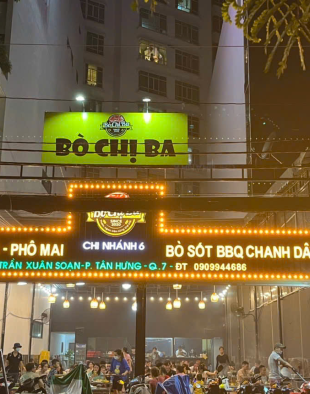 BÒ CHỊ BA
- PHÔ MAI
CHI NHÁNH 6
BÒ SỐT BBQ CHANH DÂ
TRẦN XUÂN SOẠN-P. TÂN HƯNG - Q.7 - ĐT 0909944686